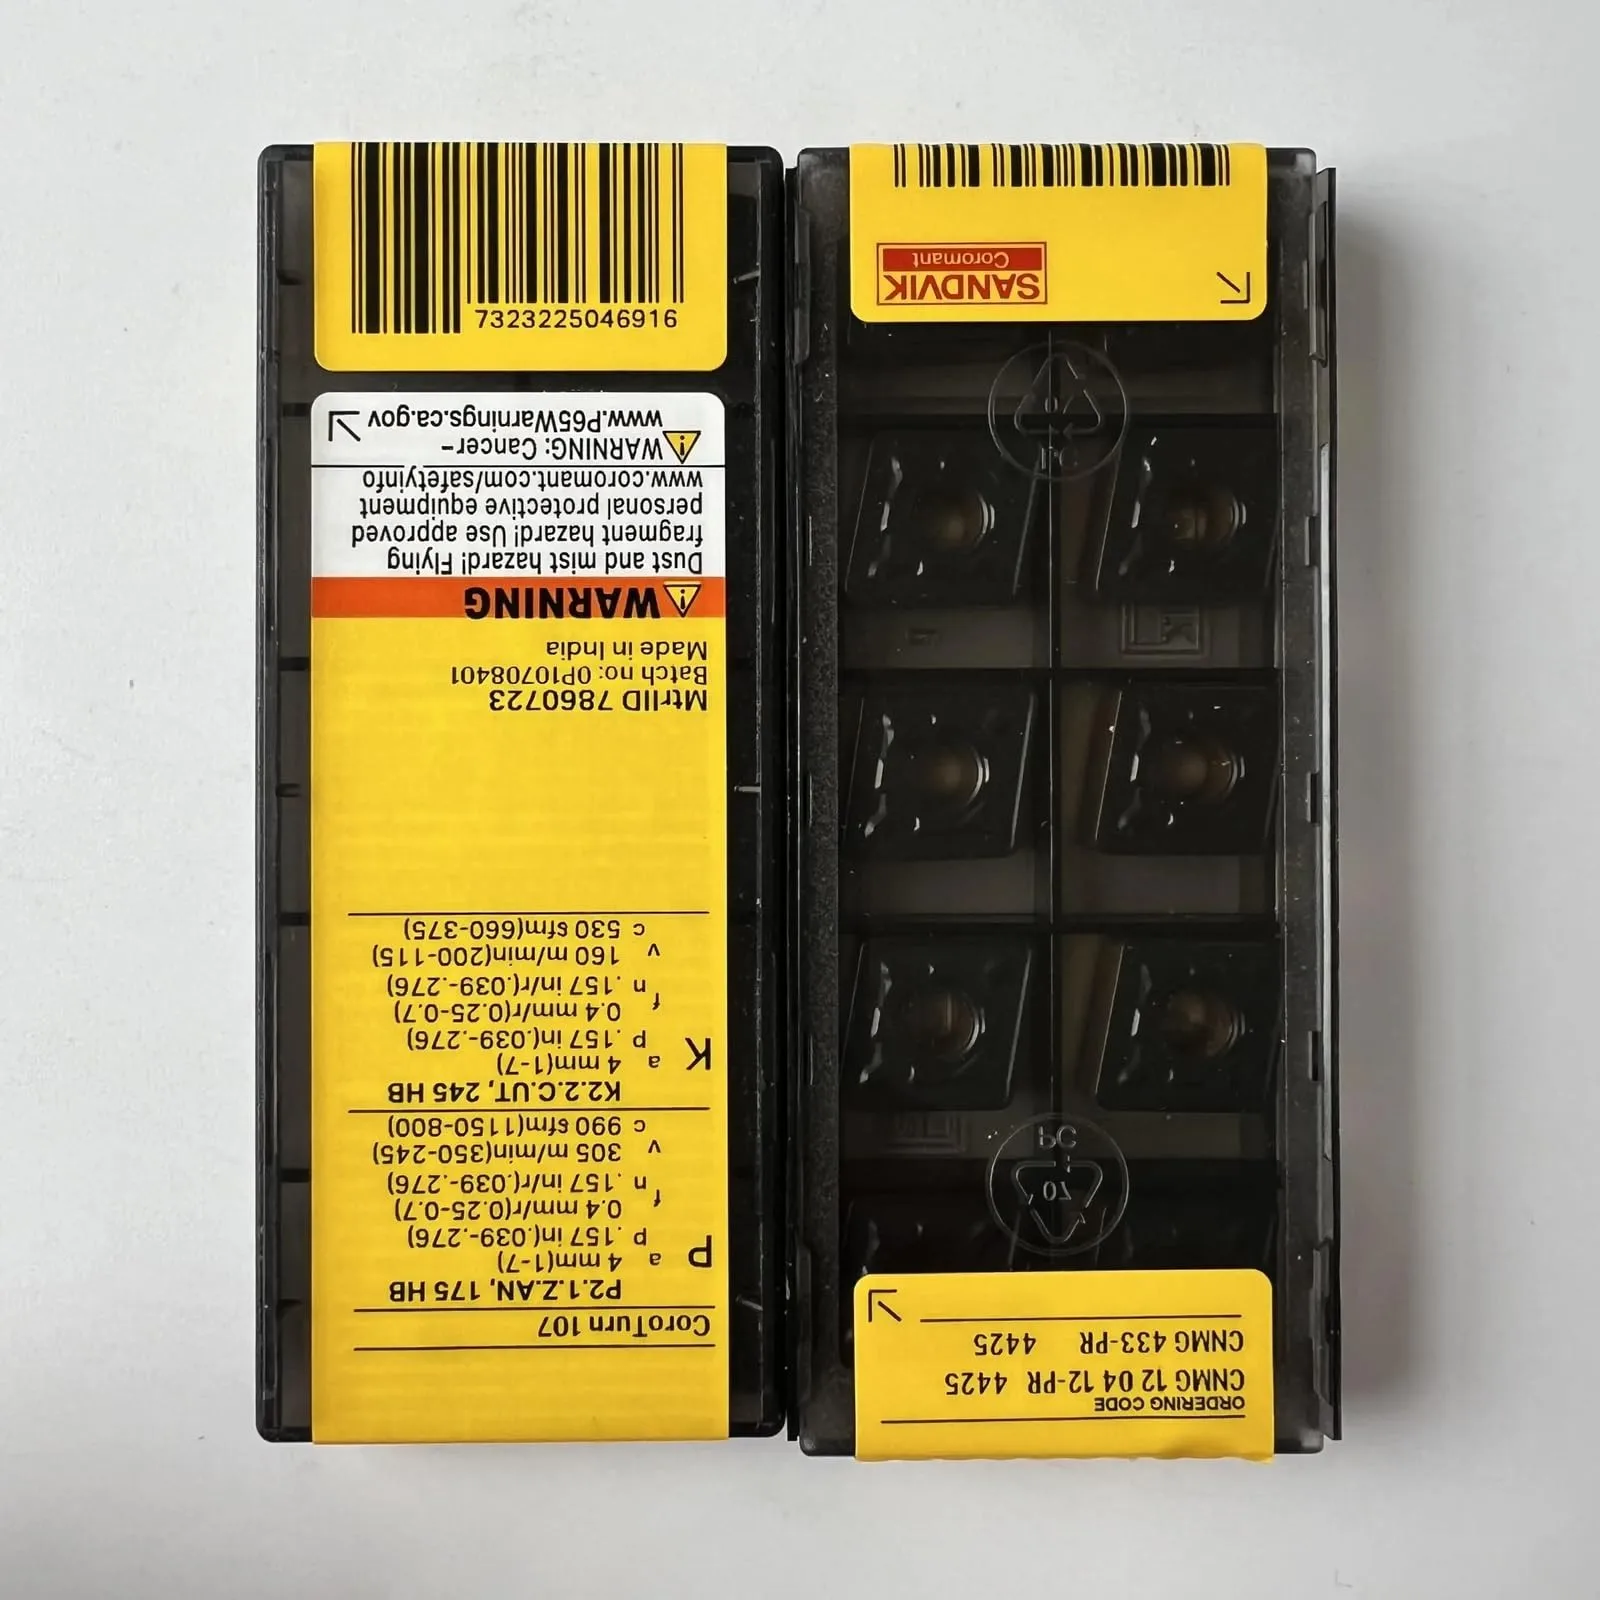 7323225046916
CoroTurn 107
P2.1.Z.AN, 175 HB
P
a 4 mm(1-7)
p .157 in(.039-.276)
f 0.4 mm/r(0.25-0.7)
n .157 in/r(.039-.276)
v 305 m/min(350-245)
c 990 sfm(1150-800)
K2.2.C.UT, 245 HB
K
a 4 mm(1-7)
p .157 in(.039-.276)
f 0.4 mm/r(0.25-0.7)
n .157 in/r(.039-.276)
v 160 m/min(200-115)
c 530 sfm(660-375)
MtrlID 7860723
Batch no: 0P10708401
Made in India
WARNING
Dust and mist hazard! Flying
fragment hazard! Use approved
personal protective equipment
www.coromant.com/safetyinfo
WARNING: Cancer-
www.P65Warnings.ca.gov
ORDERING CODE
CNMG 12 04 12-PR 4425
CNMG 433-PR 4425
PC
07
SANDVIK
Coromant